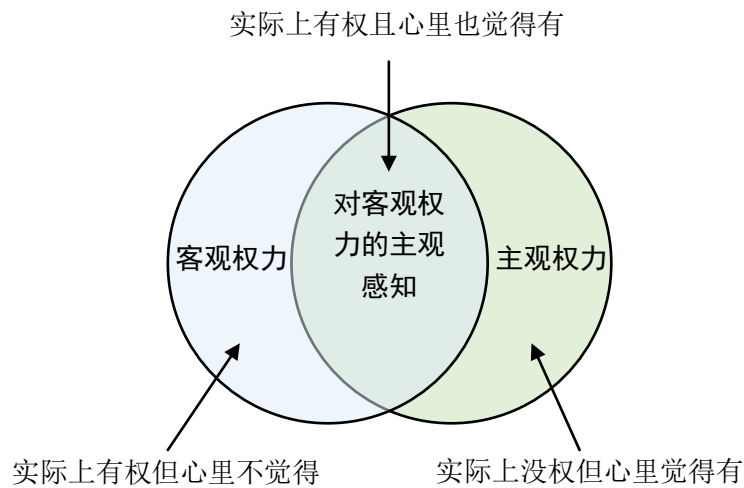 实际上有权且心里也觉得有
对客观权
力的主观
感知
客观权力
主观权力
实际上有权但心里不觉得
实际上没权但心里觉得有